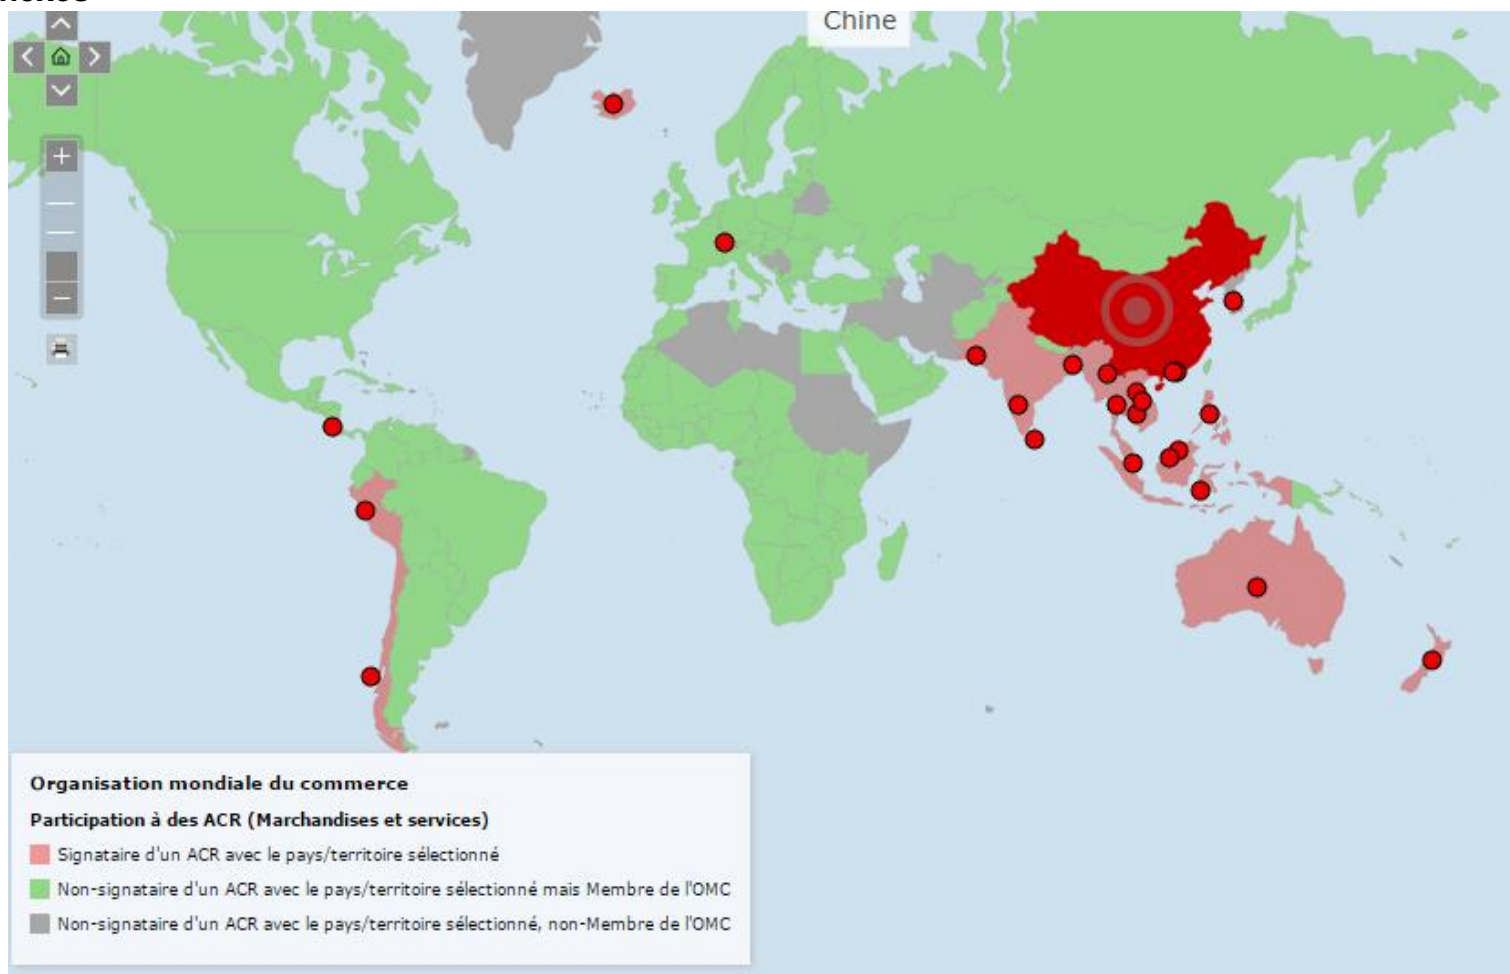 Chine
Organisation mondiale du commerce
Participation à des ACR (Marchandises et services)
Signataire d'un ACR avec le pays/territoire sélectionné
Non-signataire d'un ACR avec le pays/territoire sélectionné mais Membre de l'OMC
Non-signataire d'un ACR avec le pays/territoire sélectionné, non-Membre de l'OMC